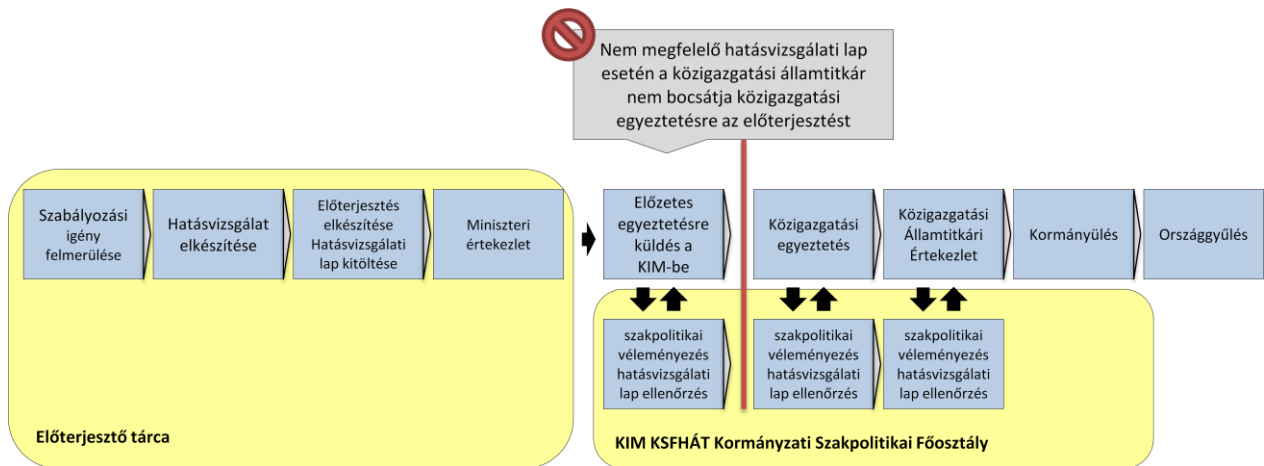 Nem megfelelő hatásvizsgálati lap
esetén a közigazgatási államtitkár
nem bocsátja közigazgatási
egyeztetésre az előterjesztést
Szabályozási
igény
felmerülése
Hatásvizsgálat
elkészítése
Előterjesztés
elkészítése
Hatásvizsgálati
lap kitöltése
Miniszteri
értekezlet
Előzetes
egyeztetésre
küldés a
KIM-be
Közigazgatási
egyeztetés
Közigazgatási
Államtitkári
Értekezlet
Kormányülés
Országgyűlés
szakpolitikai
véleményezés
hatásvizsgálati
lap ellenőrzés
szakpolitikai
véleményezés
hatásvizsgálati
lap ellenőrzés
szakpolitikai
véleményezés
hatásvizsgálati
lap ellenőrzés
Előterjesztő tárca
KIM KSFHÁT Kormányzati Szakpolitikai Főosztály